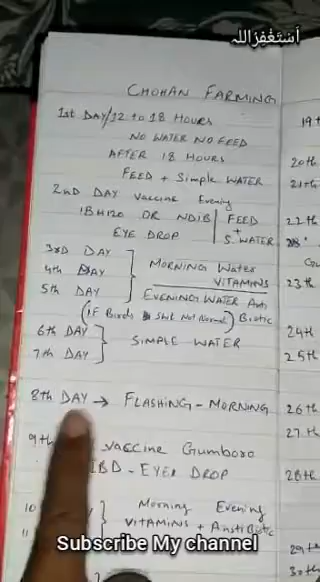 اَسْتَغْفِرُاللہ
CHOHAN FARMING
1st DAY/12 to 18 HOURS
NO WATER NO FEED
AFTER 18 HOURS
FEED + Simple WATER
2nd DAY Vaccine Evening
IBH120 OR NDIB | FEED
EYE DROP | + S WATER
3rd DAY
4th DAY
5th DAY
MORNING Water
VITAMINS
EVENING WATER Anti
Biotic
(IF Birds Still Not Normal)
6th DAY
7th DAY
SIMPLE WATER
8th DAY → FLASHING - MORNING
9th vaccine Gumboro
IBD - EYE DROP
10
11
Morning Evening
VITAMINS + Anstibiotic
19t
20th
21th
22th
23th
24th
25th
26th
27th
28th
29th
30th
Subscribe My channel